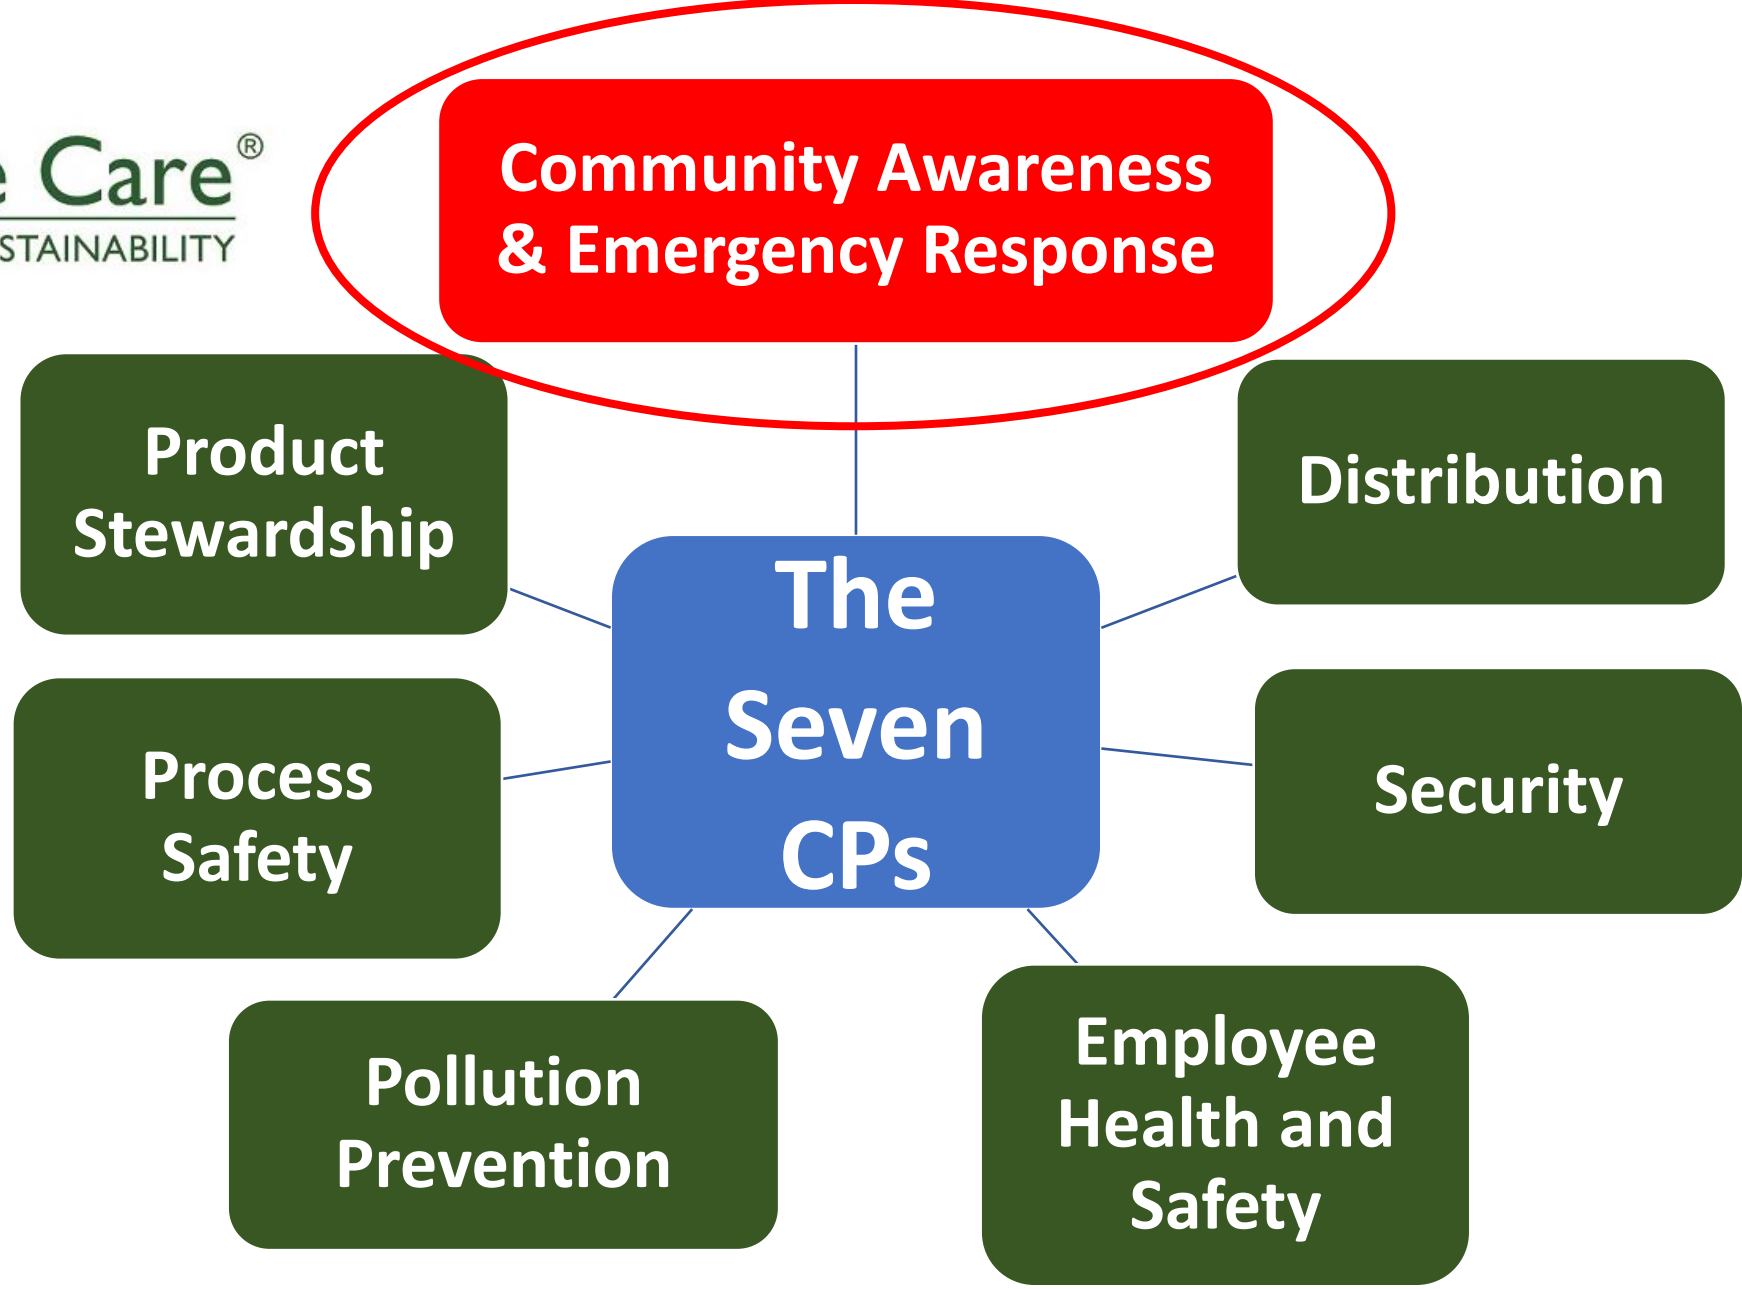 Care®
STAINABILITY
Community Awareness
& Emergency Response
Product
Stewardship
Distribution
The
Seven
CPs
Process
Safety
Security
Pollution
Prevention
Employee
Health and
Safety